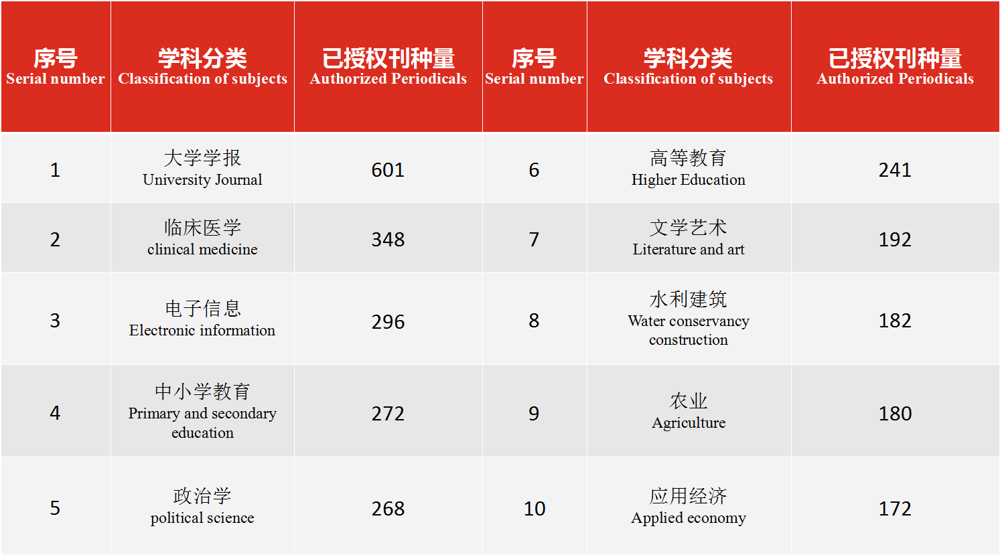 序号
Serial number
学科分类
Classification of subjects
已授权刊种量
Authorized Periodicals
序号
Serial number
学科分类
Classification of subjects
已授权刊种量
Authorized Periodicals
1
大学学报
University Journal
601
6
高等教育
Higher Education
241
2
临床医学
clinical medicine
348
7
文学艺术
Literature and art
192
3
电子信息
Electronic information
296
8
水利建筑
Water conservancy
construction
182
4
中小学教育
Primary and secondary
education
272
9
农业
Agriculture
180
5
政治学
political science
268
10
应用经济
Applied economy
172